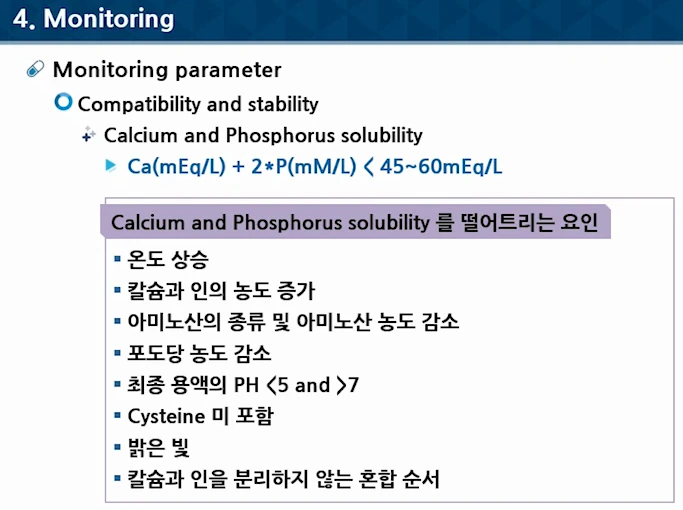 4. Monitoring
Monitoring parameter
Compatibility and stability
Calcium and Phosphorus solubility
Ca(mEq/L) + 2*P(mM/L) < 45~60mEq/L
Calcium and Phosphorus solubility 를 떨어트리는 요인
온도 상승
칼슘과 인의 농도 증가
아미노산의 종류 및 아미노산 농도 감소
포도당 농도 감소
최종 용액의 PH <5 and >7
Cysteine 미 포함
밝은 빛
칼슘과 인을 분리하지 않는 혼합 순서